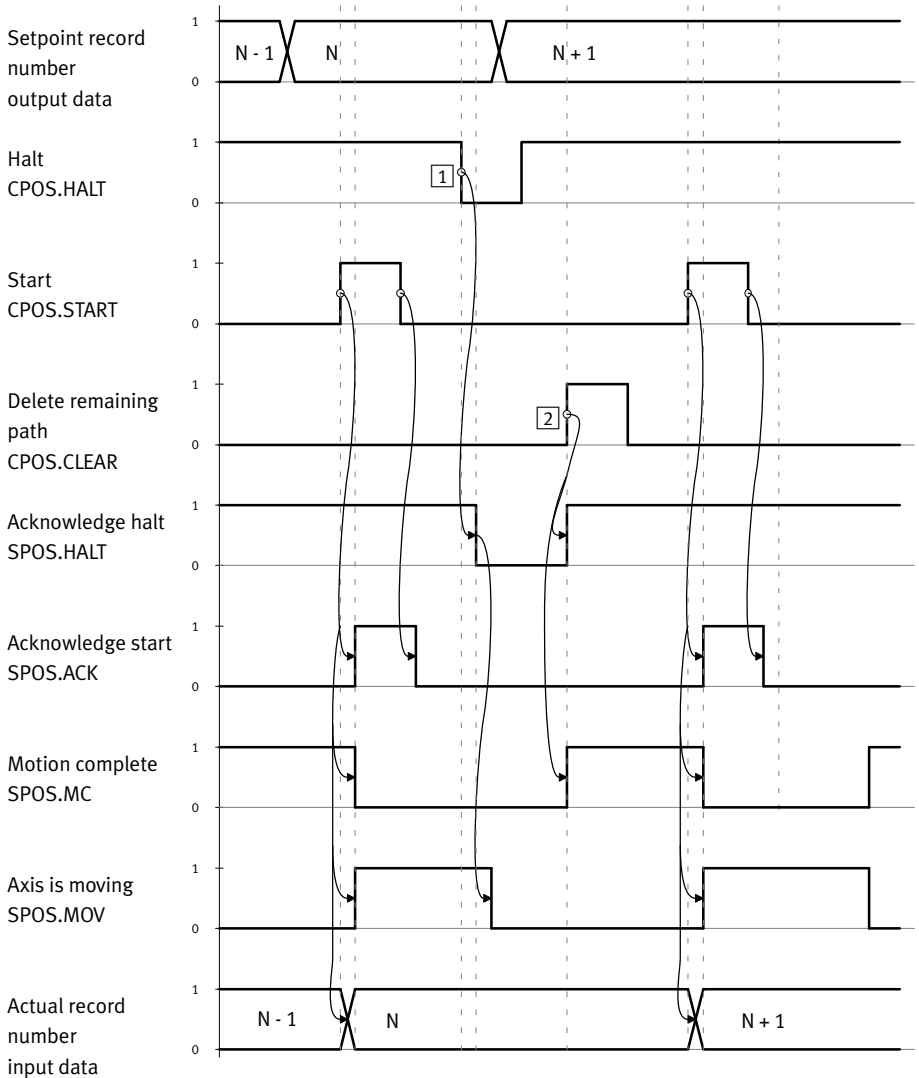 Setpoint record
number
output data
1
0
N - 1
N
N + 1
Halt
CPOS.HALT
1
0
1
Start
CPOS.START
1
0
Delete remaining
path
CPOS.CLEAR
1
0
2
Acknowledge halt
SPOS.HALT
1
0
Acknowledge start
SPOS.ACK
1
0
Motion complete
SPOS.MC
1
0
Axis is moving
SPOS.MOV
1
0
Actual record
number
input data
1
0
N - 1
N
N + 1